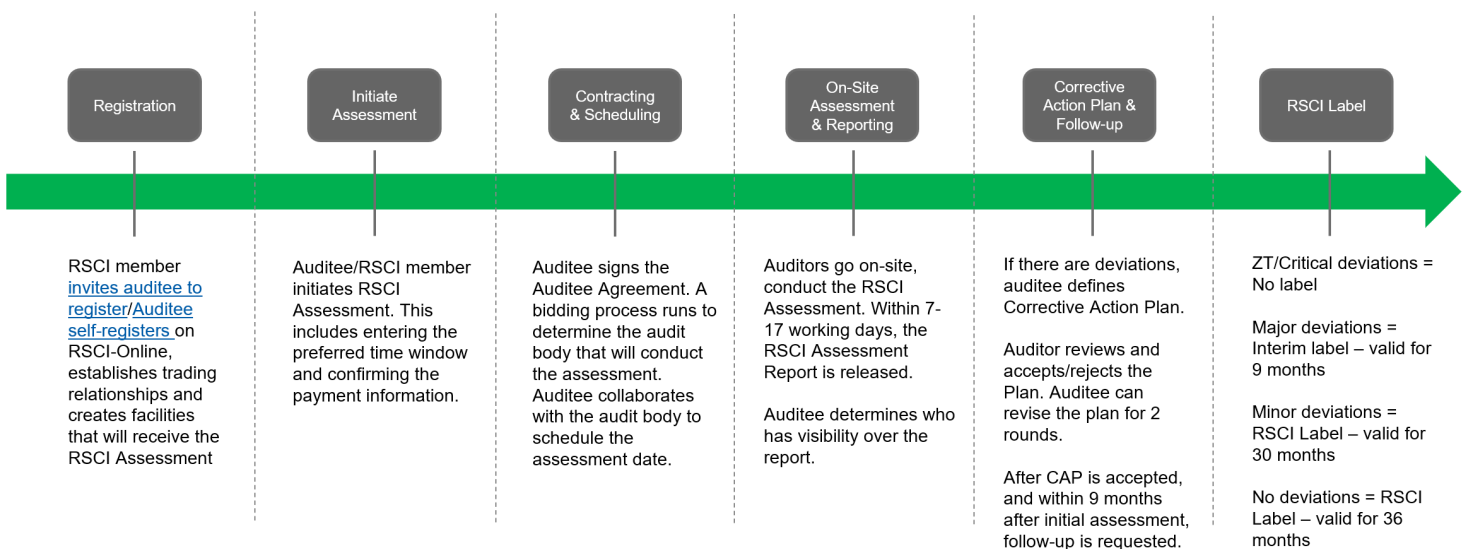 Registration
Initiate
Assessment
Contracting
& Scheduling
On-Site
Assessment
& Reporting
Corrective
Action Plan &
Follow-up
RSCI Label
RSCI member
invites auditee to
register/Auditee
self-registers on
RSCI-Online,
establishes trading
relationships and
creates facilities
that will receive the
RSCI Assessment
Auditee/RSCI member
initiates RSCI
Assessment. This
includes entering the
preferred time window
and confirming the
payment information.
Auditee signs the
Auditee Agreement. A
bidding process runs to
determine the audit
body that will conduct
the assessment.
Auditee collaborates
with the audit body to
schedule the
assessment date.
Auditors go on-site,
conduct the RSCI
Assessment. Within 7-
17 working days, the
RSCI Assessment
Report is released.
Auditee determines who
has visibility over the
report.
If there are deviations,
auditee defines
Corrective Action Plan.
Auditor reviews and
accepts/rejects the
Plan. Auditee can
revise the plan for 2
rounds.
After CAP is accepted,
and within 9 months
after initial assessment,
follow-up is requested.
ZT/Critical deviations =
No label
Major deviations =
Interim label – valid for
9 months
Minor deviations =
RSCI Label – valid for
30 months
No deviations = RSCI
Label – valid for 36
months